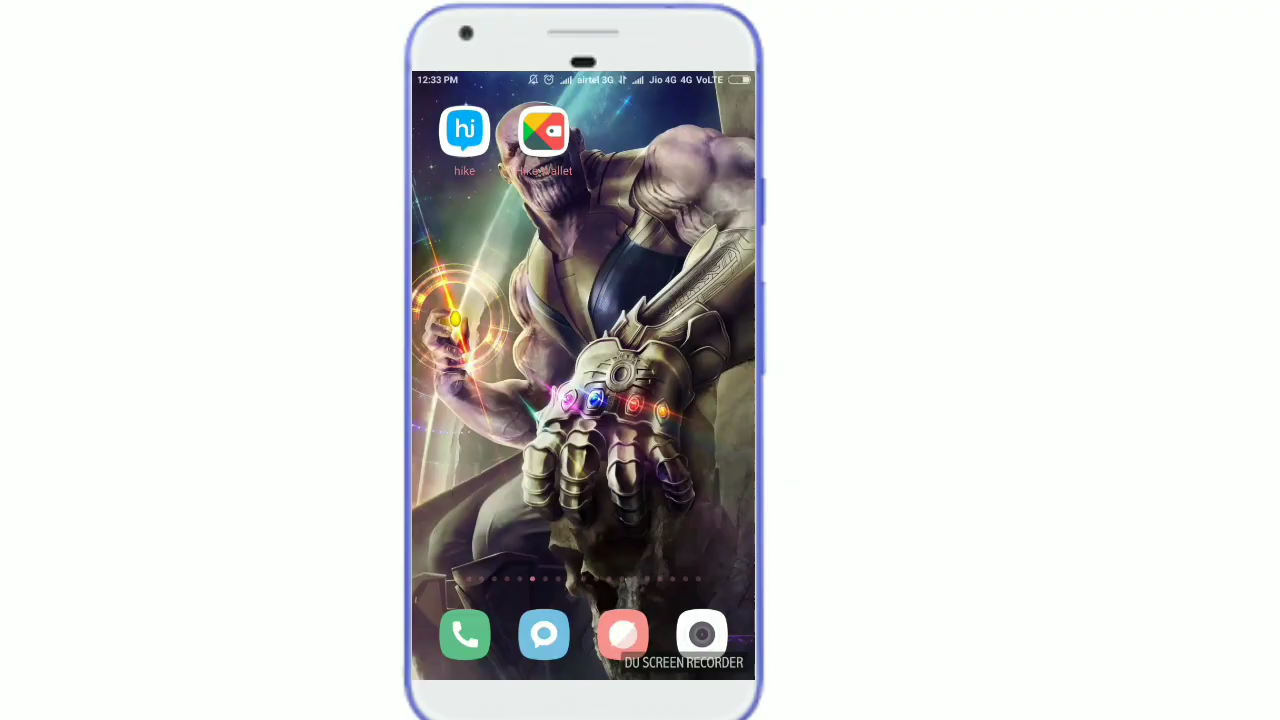 12:33 PM airtel 3G Jio 4G 4G VoLTE
hi
hike Hike Wallet
DU SCREEN RECORDER